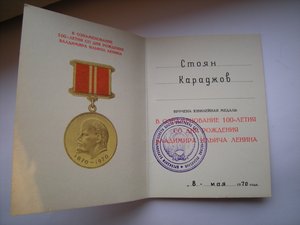 В ОЗНАМЕНОВАНИЕ
100-ЛЕТИЯ СО ДНЯ РОЖДЕНИЯ
ВЛАДИМИРА ИЛЬИЧА ЛЕНИНА
1870-1970
Стоян
Караджов
ВРУЧЕНА ЮБИЛЕЙНАЯ МЕДАЛЬ
В ОЗНАМЕНОВАНИЕ 100-ЛЕТИЯ
СО ДНЯ РОЖДЕНИЯ
ВЛАДИМИРА ИЛЬИЧА ЛЕНИНА
„8" мая 1970 года